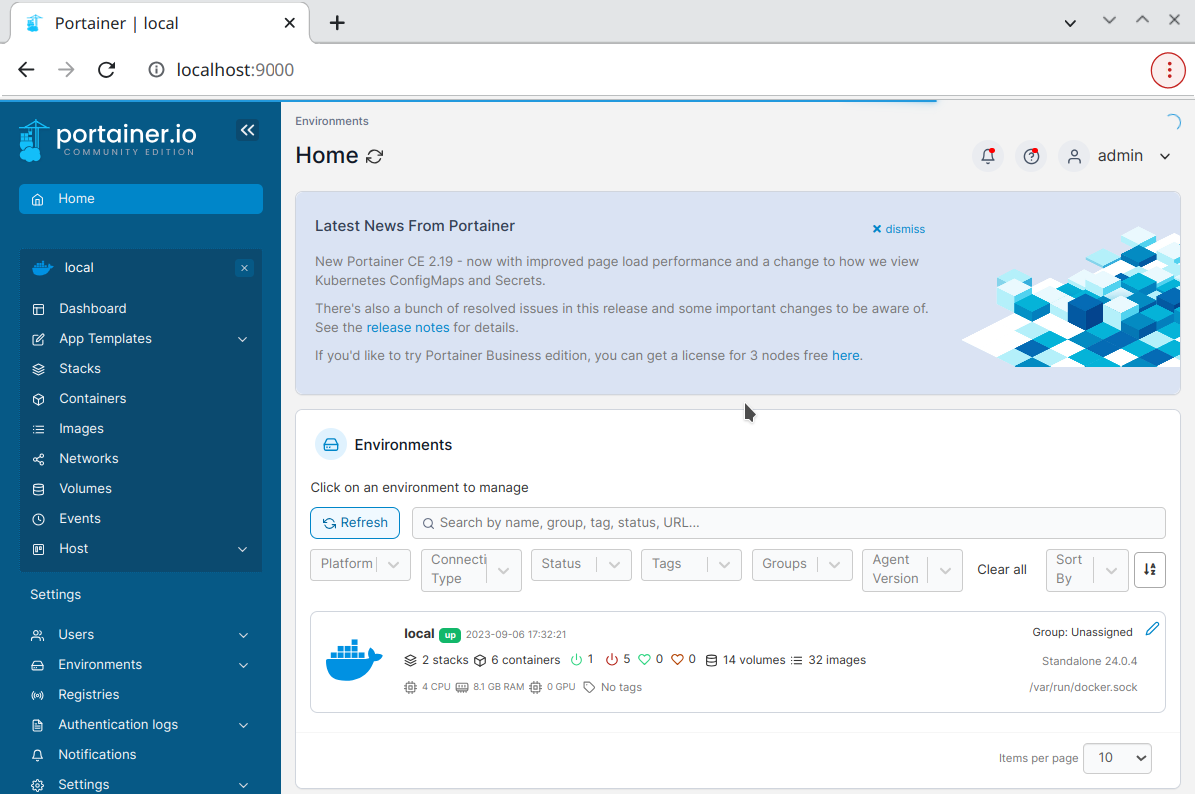 Portainer | local
localhost:9000
portainer.io
COMMUNITY EDITION
Home
local
Dashboard
App Templates
Stacks
Containers
Images
Networks
Volumes
Events
Host
Settings
Users
Environments
Registries
Authentication logs
Notifications
Settings
Environments
Home
admin
Latest News From Portainer
dismiss
New Portainer CE 2.19 - now with improved page load performance and a change to how we view
Kubernetes ConfigMaps and Secrets.
There's also a bunch of resolved issues in this release and some important changes to be aware of.
See the release notes for details.
If you'd like to try Portainer Business edition, you can get a license for 3 nodes free here.
Environments
Click on an environment to manage
Refresh
Search by name, group, tag, status, URL...
Platform
Connecti
Type
Status
Tags
Groups
Agent
Version
Clear all
Sort
By
local up 2023-09-06 17:32:21
Group: Unassigned
2 stacks 6 containers 1 5 0 0 14 volumes 32 images
Standalone 24.0.4
4 CPU 8.1 GB RAM 0 GPU No tags
/var/run/docker.sock
Items per page 10